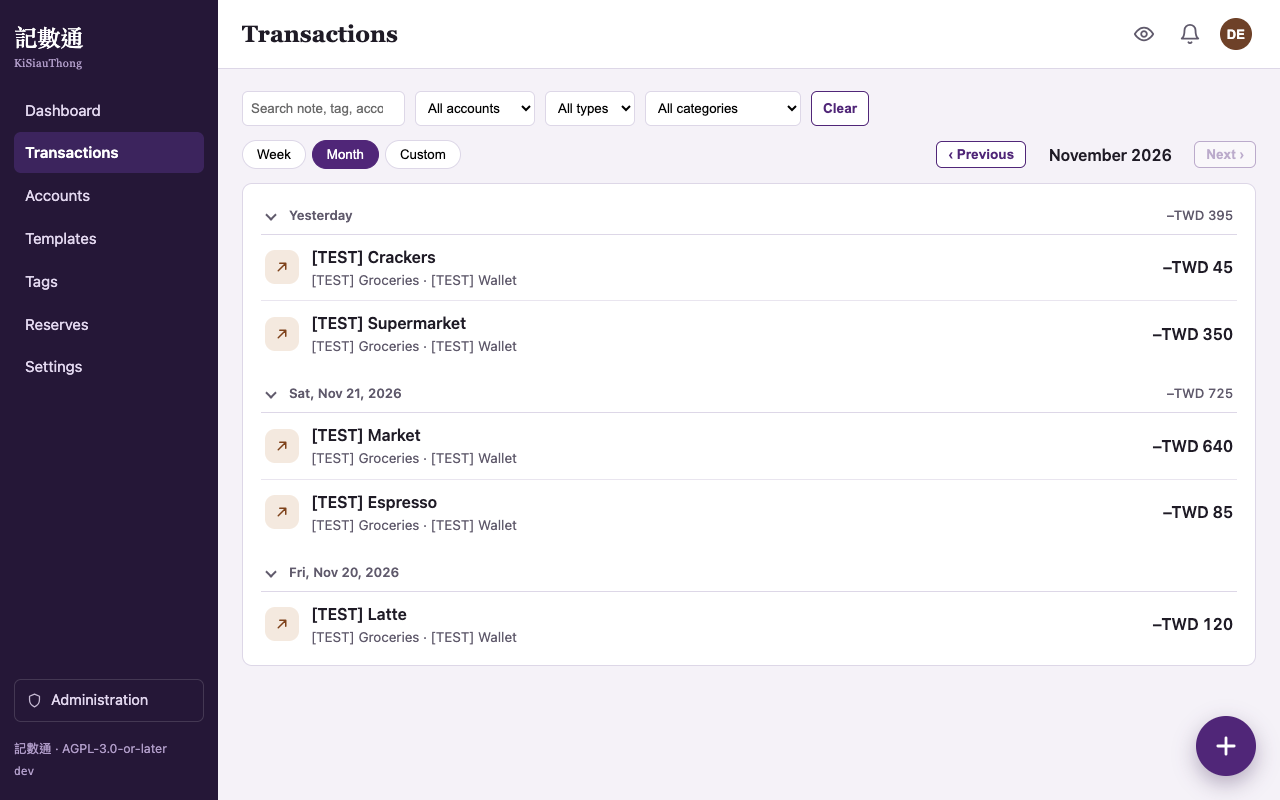 記數通
KiSiauThong
Dashboard
Transactions
Accounts
Templates
Tags
Reserves
Settings
Administration
記數通 · AGPL-3.0-or-later
dev
Transactions
DE
Search note, tag, acco
All accounts
All types
All categories
Clear
Week
Month
Custom
‹ Previous
November 2026
Next ›
Yesterday
–TWD 395
[TEST] Crackers
[TEST] Groceries · [TEST] Wallet
–TWD 45
[TEST] Supermarket
[TEST] Groceries · [TEST] Wallet
–TWD 350
Sat, Nov 21, 2026
–TWD 725
[TEST] Market
[TEST] Groceries · [TEST] Wallet
–TWD 640
[TEST] Espresso
[TEST] Groceries · [TEST] Wallet
–TWD 85
Fri, Nov 20, 2026
[TEST] Latte
[TEST] Groceries · [TEST] Wallet
–TWD 120